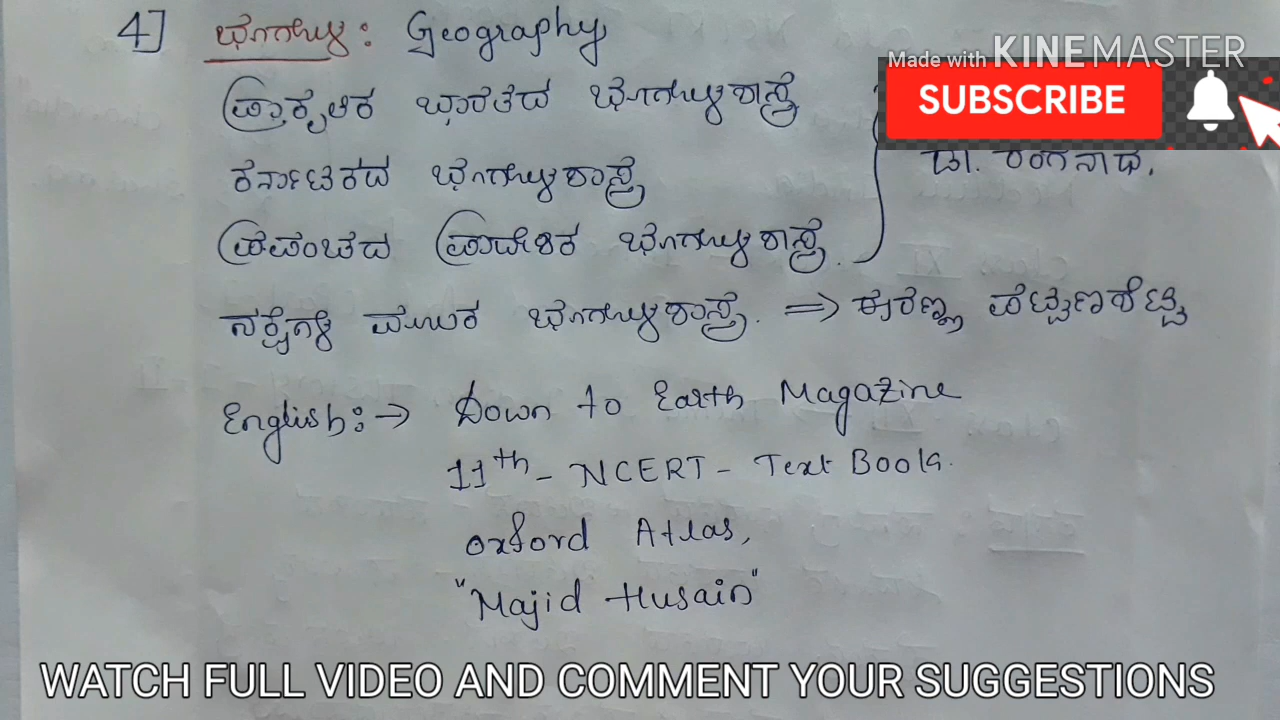 4] ಭೂಗೋಳ : Geography
Made with KINEMASTER
SUBSCRIBE
ಪ್ರಾಕೃತಿಕ ಭಾರತದ ಭೂಗೋಳಶಾಸ್ತ್ರ
ಕರ್ನಾಟಕದ ಭೂಗೋಳಶಾಸ್ತ್ರ
ಡಾ. ರಂಗನಾಥ.
ಪ್ರಪಂಚದ ಪ್ರಾದೇಶಿಕ ಭೂಗೋಳಶಾಸ್ತ್ರ.
ನಕ್ಷೆಗಳ ಮೂಲಕ ಭೂಗೋಳಶಾಸ್ತ್ರ. ⇒ ಪಟ್ಟಣಶೆಟ್ಟಿ
English:→ Down to Earth Magazine
11th - NCERT - Text Book.
oxford Atlas,
"Majid Husain"
WATCH FULL VIDEO AND COMMENT YOUR SUGGESTIONS